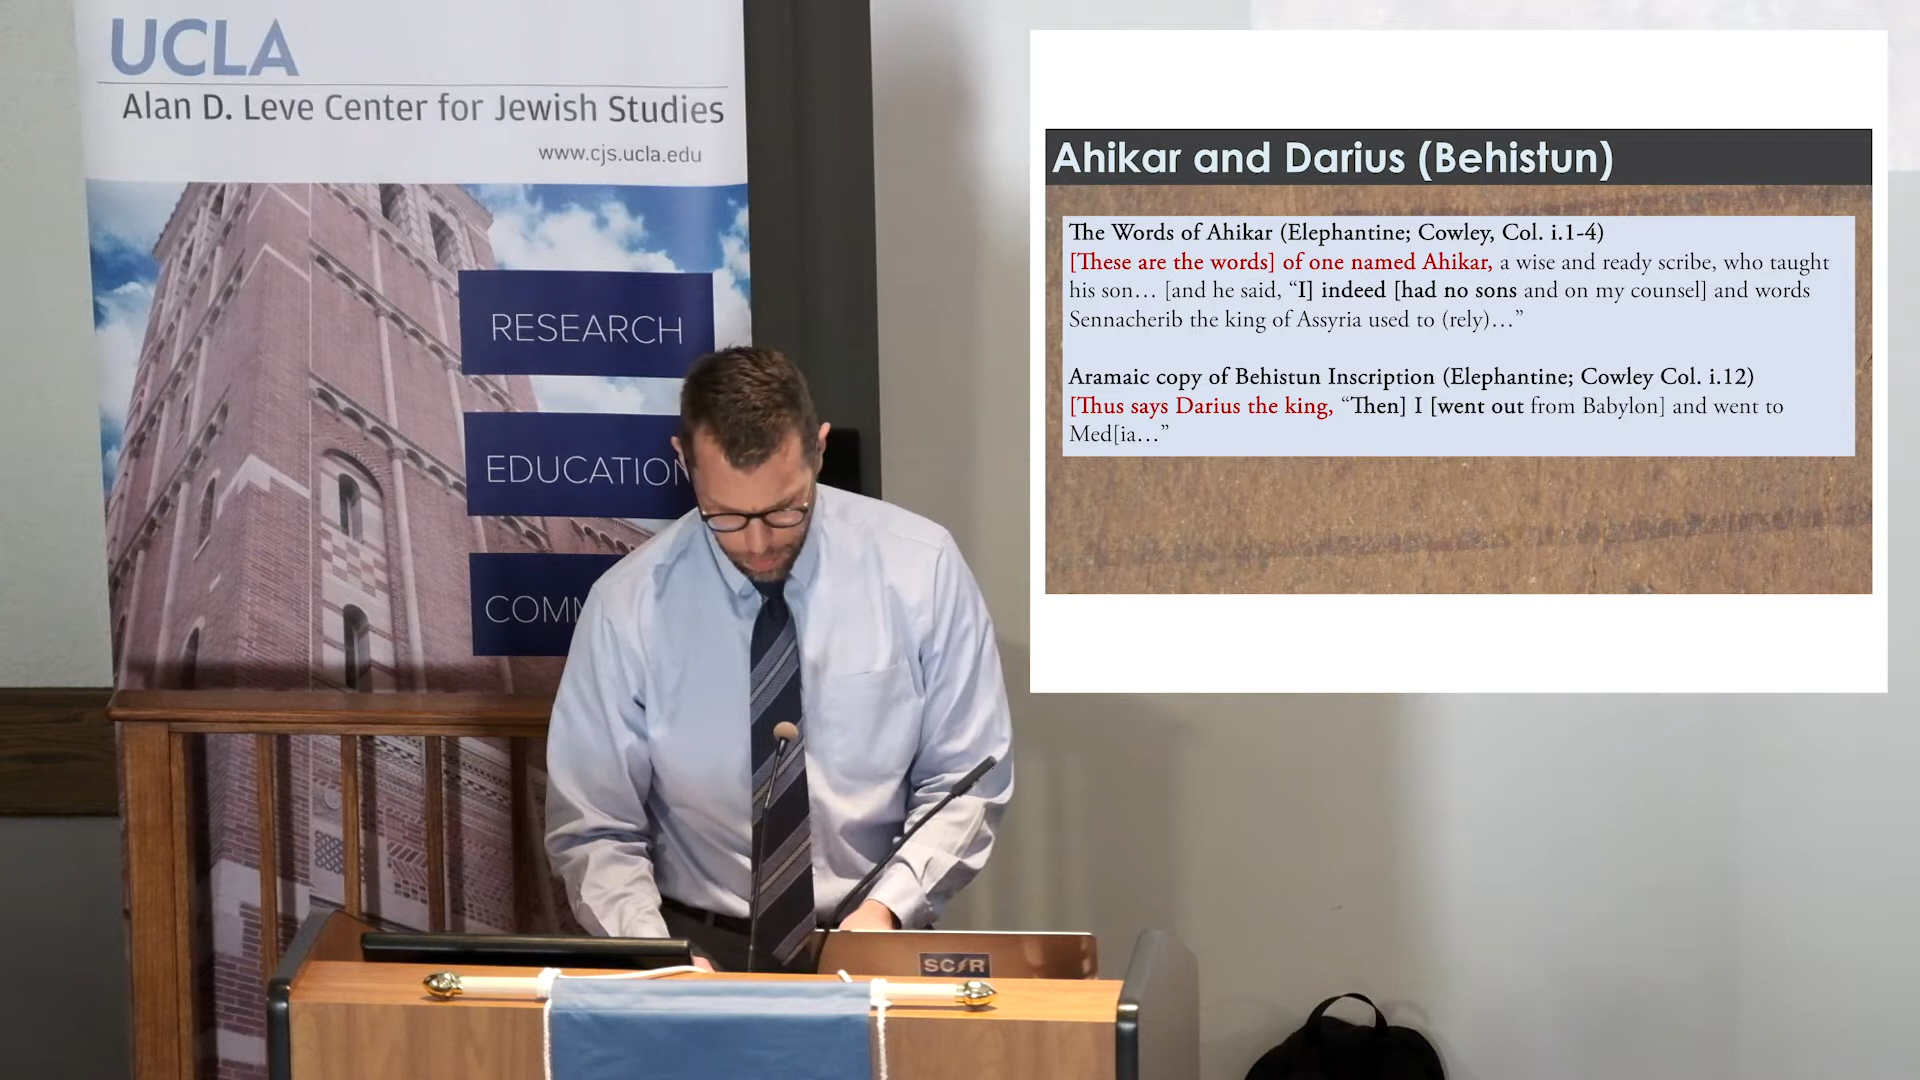 UCLA
Alan D. Leve Center for Jewish Studies
www.cjs.ucla.edu
RESEARCH
EDUCATION
COMM
Ahikar and Darius (Behistun)
The Words of Ahikar (Elephantine; Cowley, Col. i.1-4)
[These are the words] of one named Ahikar, a wise and ready scribe, who taught
his son… [and he said, “I] indeed [had no sons and on my counsel] and words
Sennacherib the king of Assyria used to (rely)…”
Aramaic copy of Behistun Inscription (Elephantine; Cowley Col. i.12)
[Thus says Darius the king, “Then] I [went out from Babylon] and went to
Med[ia…”